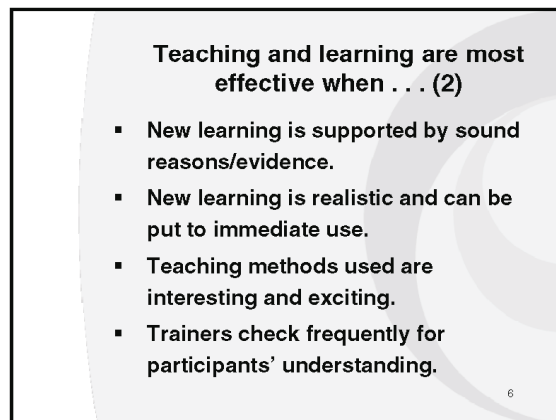 Teaching and learning are most
effective when . . . (2)
▪ New learning is supported by sound
reasons/evidence.
▪ New learning is realistic and can be
put to immediate use.
▪ Teaching methods used are
interesting and exciting.
▪ Trainers check frequently for
participants’ understanding.
6